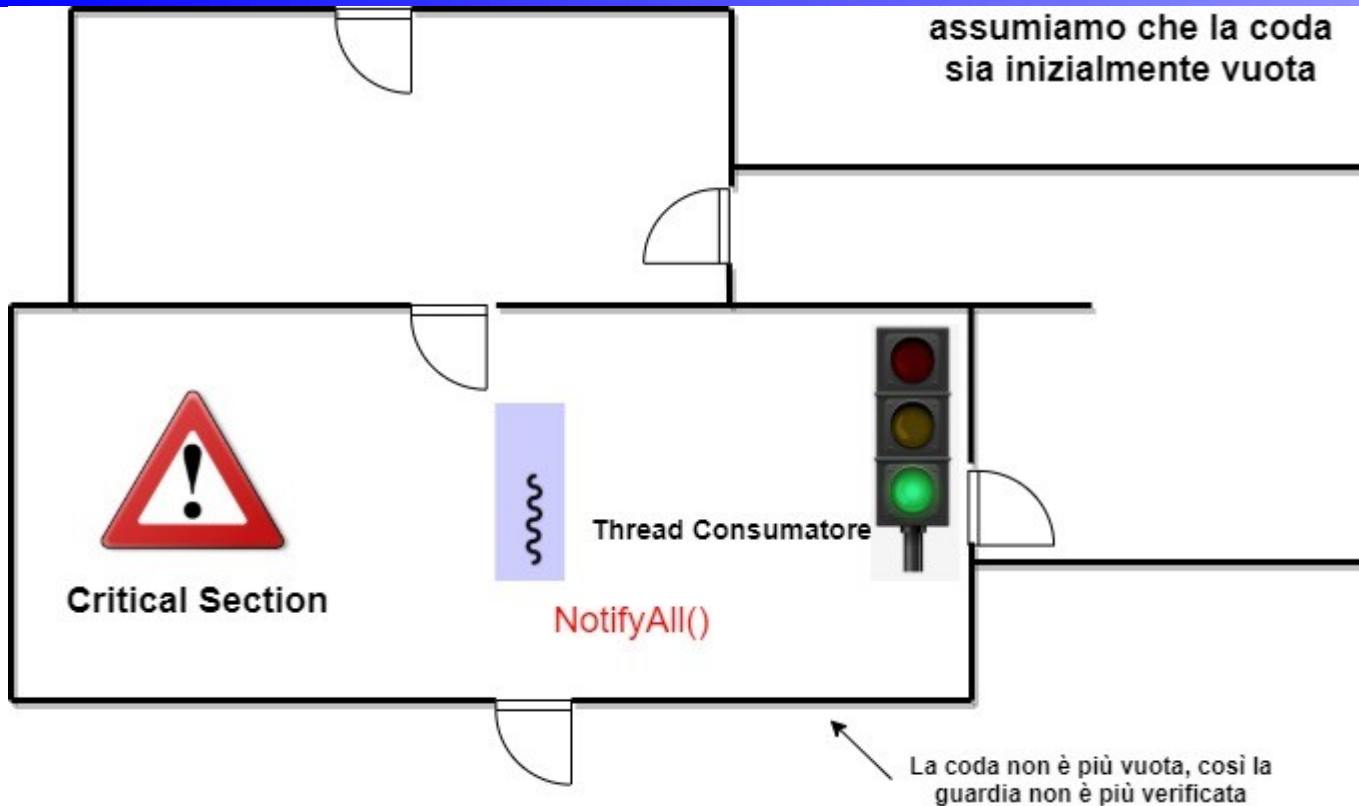 assumiamo che la coda
sia inizialmente vuota
Thread Consumatore
Critical Section
NotifyAll()
La coda non è più vuota, così la
guardia non è più verificata